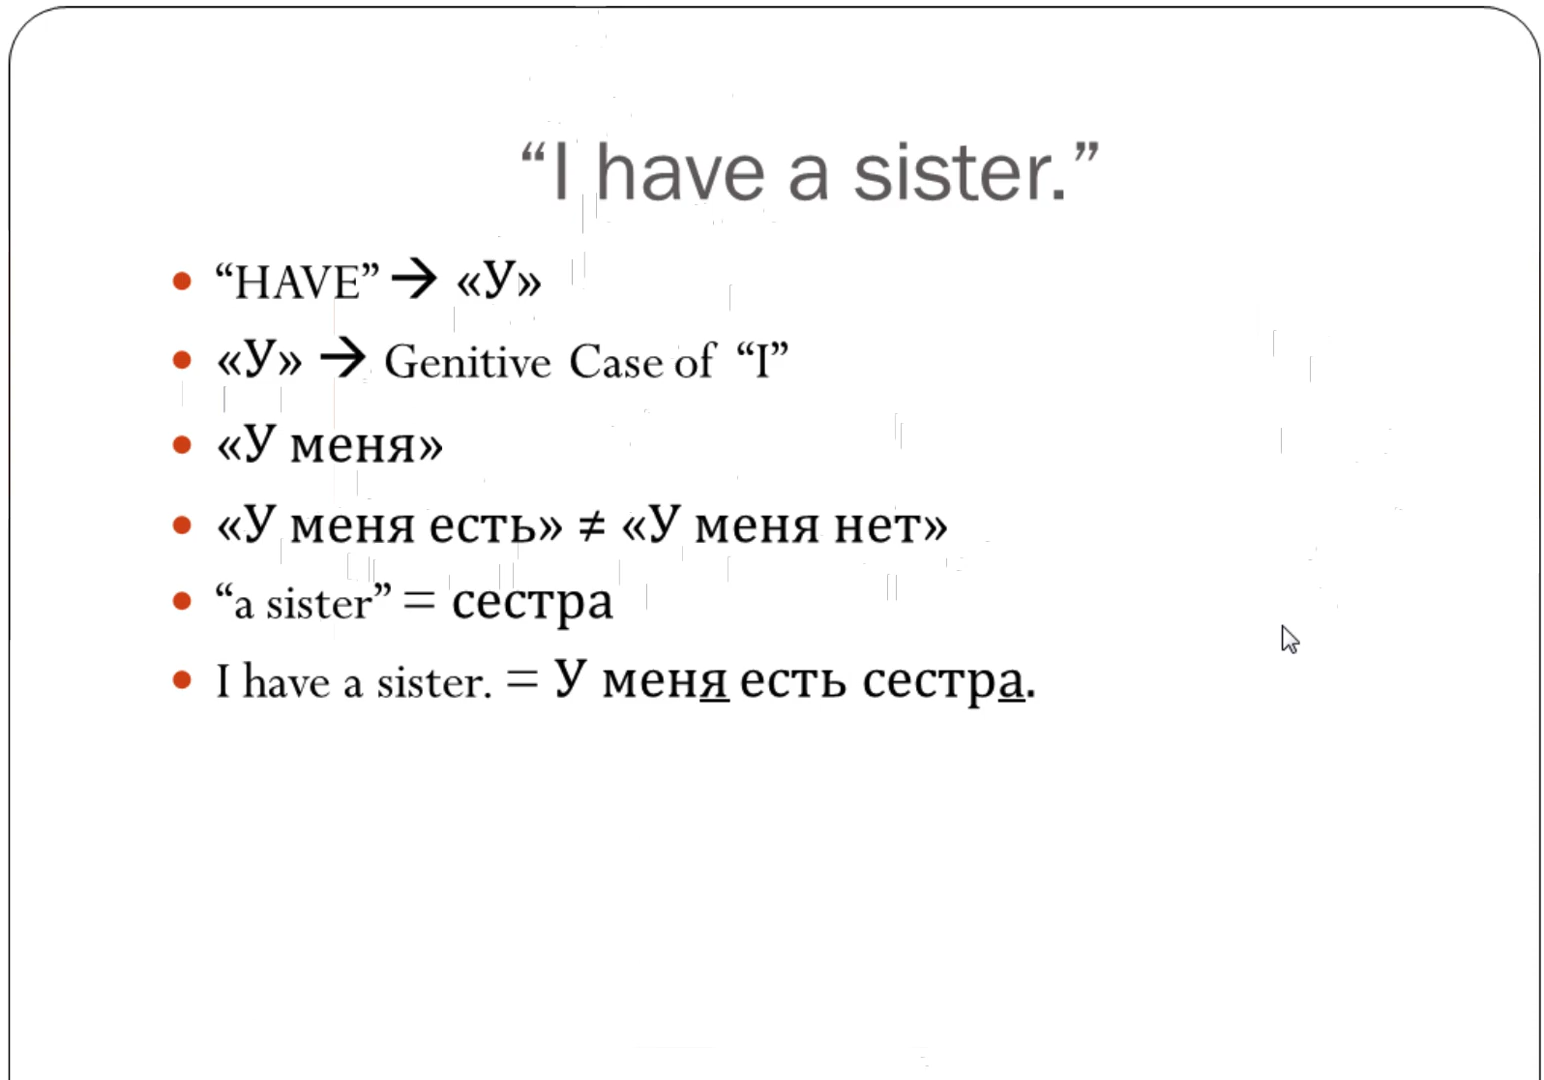 “I have a sister.”
• “HAVE” → «У»
• «У» → Genitive Case of “I”
• «У меня»
• «У меня есть» ≠ «У меня нет»
• “a sister” = сестра
• I have a sister. = У меня есть сестра.